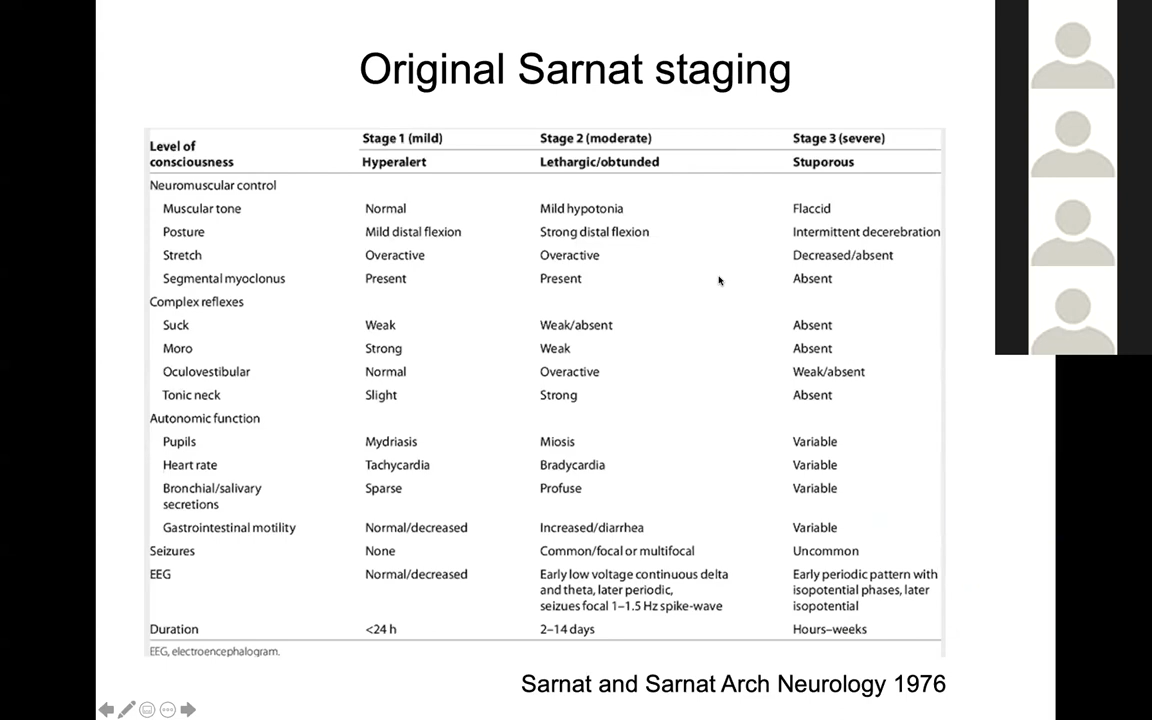 Original Sarnat staging
Level of consciousness
Stage 1 (mild) Stage 2 (moderate) Stage 3 (severe)
Hyperalert Lethargic/obtunded Stuporous
Neuromuscular control
Muscular tone Normal Mild hypotonia Flaccid
Posture Mild distal flexion Strong distal flexion Intermittent decerebration
Stretch Overactive Overactive Decreased/absent
Segmental myoclonus Present Present Absent
Complex reflexes
Suck Weak Weak/absent Absent
Moro Strong Weak Absent
Oculovestibular Normal Overactive Weak/absent
Tonic neck Slight Strong Absent
Autonomic function
Pupils Mydriasis Miosis Variable
Heart rate Tachycardia Bradycardia Variable
Bronchial/salivary Sparse Profuse Variable
secretions
Gastrointestinal motility Normal/decreased Increased/diarrhea Variable
Seizures None Common/focal or multifocal Uncommon
EEG Normal/decreased Early low voltage continuous delta Early periodic pattern with
and theta, later periodic, isopotential phases, later
seizues focal 1–1.5 Hz spike-wave isopotential
Duration <24 h 2–14 days Hours–weeks
EEG, electroencephalogram.
Sarnat and Sarnat Arch Neurology 1976